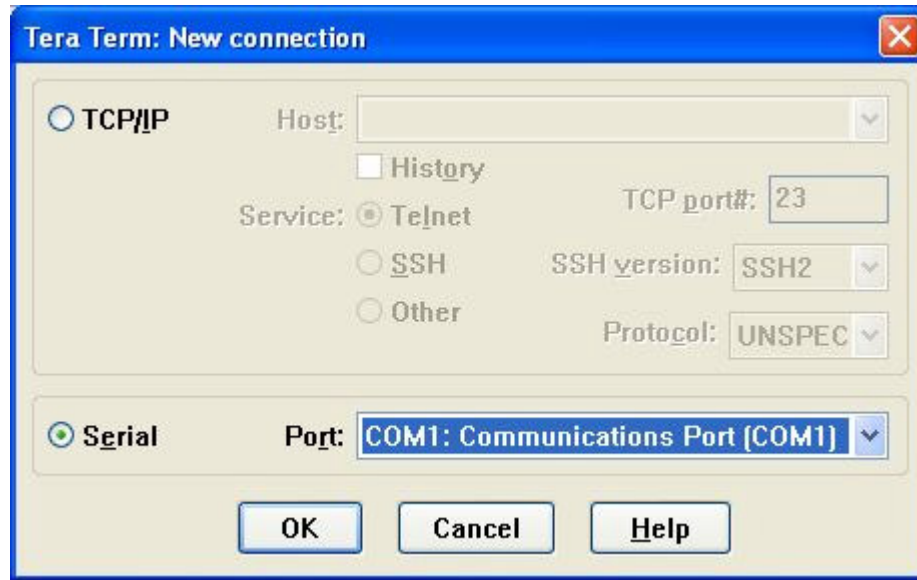 Tera Term: New connection
TCP/IP Host:
History
Service: Telnet TCP port#: 23
SSH SSH version: SSH2
Other Protocol: UNSPEC
Serial Port: COM1: Communications Port (COM1)
OK Cancel Help